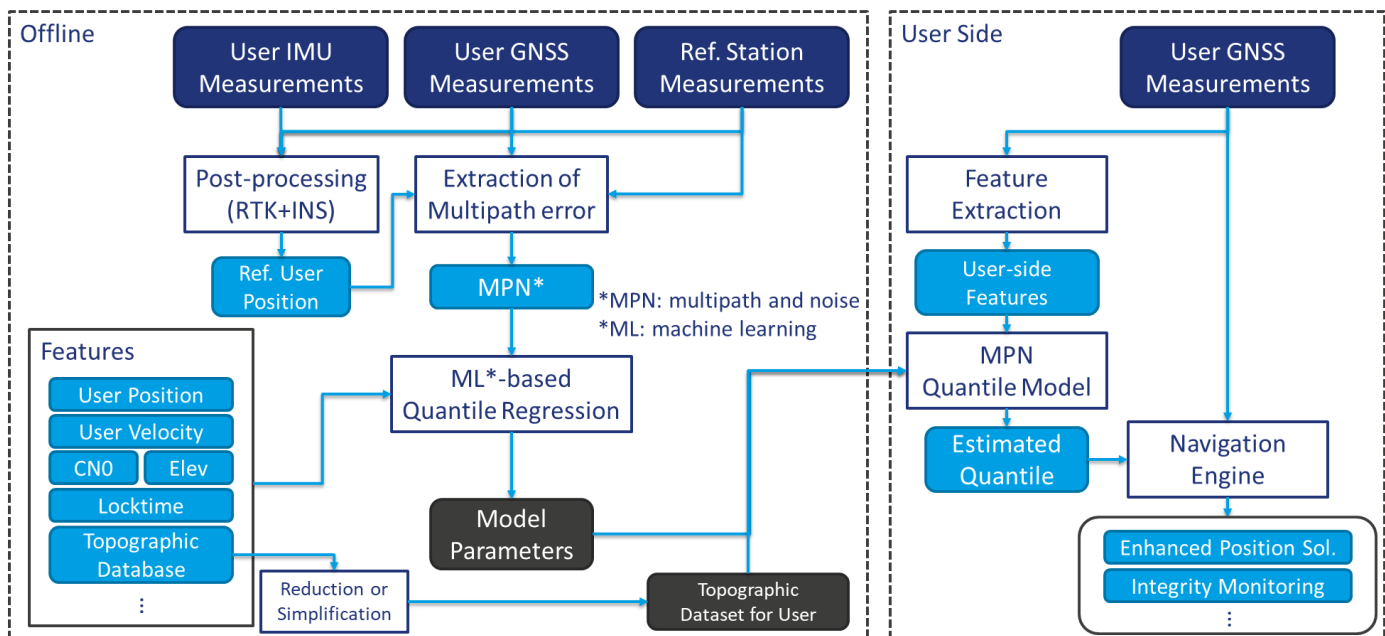 Offline
User IMU
Measurements
User GNSS
Measurements
Ref. Station
Measurements
Post-processing
(RTK+INS)
Extraction of
Multipath error
Ref. User
Position
MPN*
*MPN: multipath and noise
*ML: machine learning
Features
User Position
User Velocity
CN0
Elev
Locktime
Topographic
Database
⋮
ML*-based
Quantile Regression
Model
Parameters
Reduction or
Simplification
Topographic
Dataset for User
User Side
User GNSS
Measurements
Feature
Extraction
User-side
Features
MPN
Quantile Model
Estimated
Quantile
Navigation
Engine
Enhanced Position Sol.
Integrity Monitoring
⋮